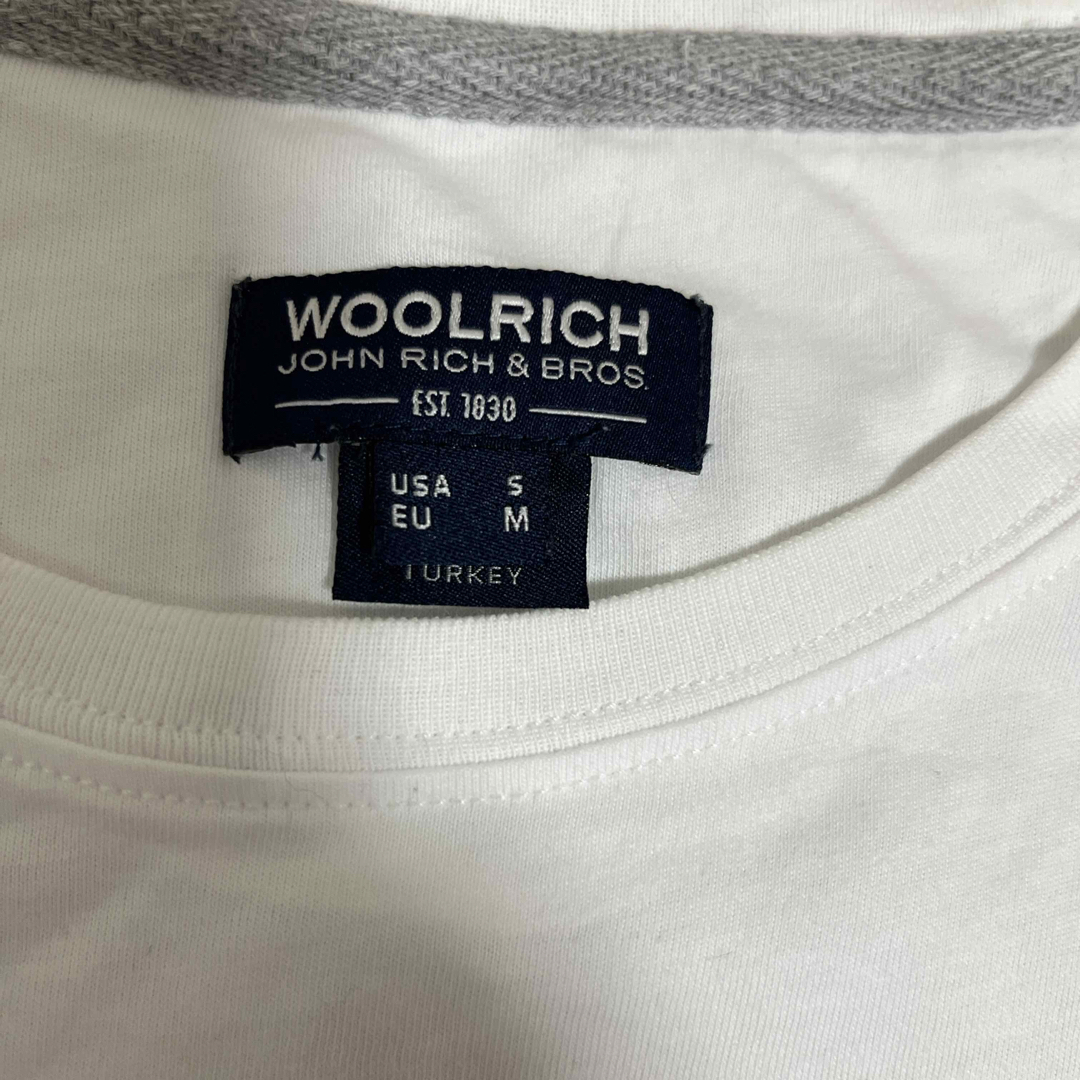 WOOLRICH
JOHN RICH & BROS.
EST. 1830
USA S
EU M
TURKEY